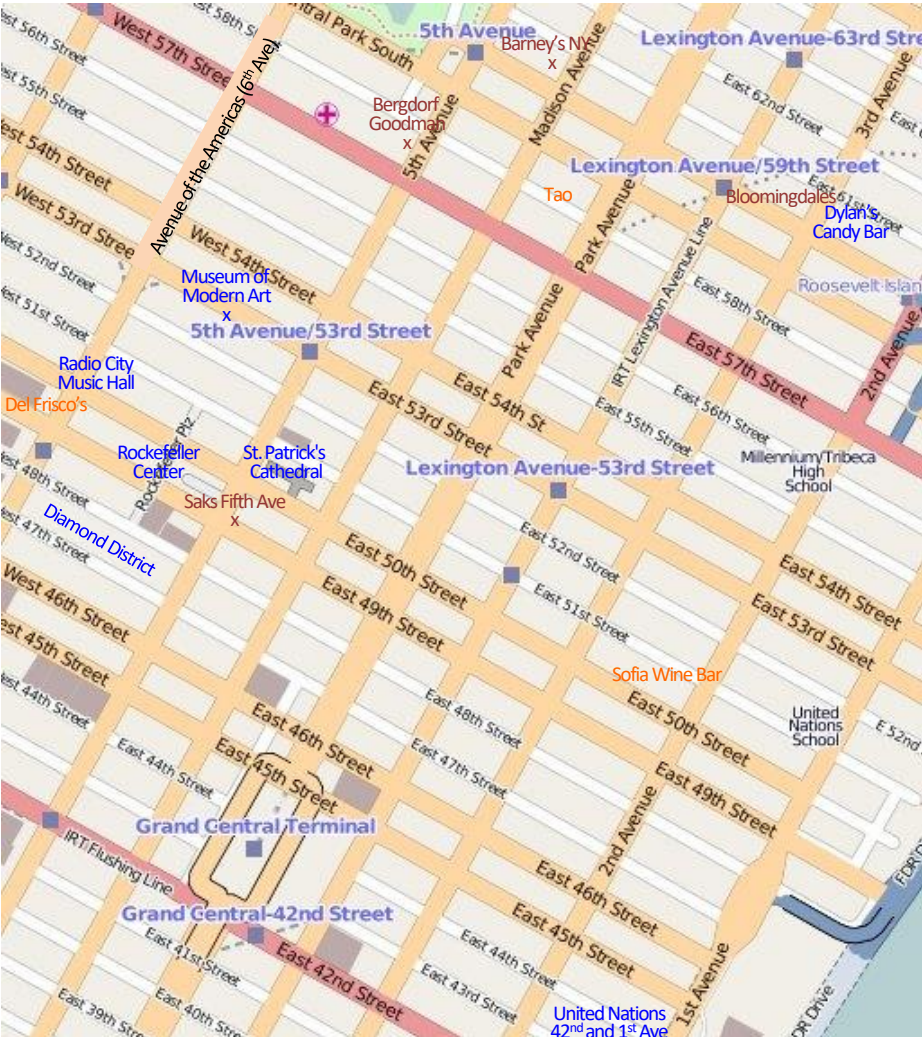 West 58th S
Central Park South
5th Avenue
Barney's NY
x
Lexington Avenue-63rd Stre
West 56th Street
West 57th Street
Avenue of the Americas (6th Ave)
Madison Avenue
East 62nd Street
3rd Avenue
West 55th Street
Bergdorf
Goodman
x
5th Avenue
East
West 54th Street
Lexington Avenue/59th Street
East 61st Street
Tao
Park Avenue
Bloomingdales
Dylan's
Candy Bar
West 53rd Street
West 54th Street
West 52nd Street
Museum of
Modern Art
x
IRT Lexington Avenue Line
East 58th Street
Roosevelt Islan
West 51st Street
5th Avenue/53rd Street
Park Avenue
East 57th Street
2nd Avenue
Radio City
Music Hall
Del Frisco's
East 53rd Street
East 54th St
East 55th Street
East 56th Street
Rockefeller Plz...
Rockefeller
Center
St. Patrick's
Cathedral
Lexington Avenue-53rd Street
Millennium/Tribeca
High
School
West 48th Street
Saks Fifth Ave
x
West 47th Street
Diamond District
East 52nd Street
East 50th Street
East 51st Street
East 54th Street
East 53rd Street
West 46th Street
East 49th Street
West 45th Street
Sofia Wine Bar
West 44th Street
East 48th Street
East 50th Street
United
Nations
School
E 52nd
East 46th Street
East 47th Street
East 45th Street
East 44th Street
East 49th Street
2nd Avenue
Grand Central Terminal
IRT Flushing Line
FDR D
East 46th Street
Grand Central-42nd Street
East 45th Street
East 41st Street
East 42nd Street
East 44th Street
East 43rd Street
1st Avenue
DR Drive
East 39th Street
East 40th Street
United Nations
42nd and 1st Ave